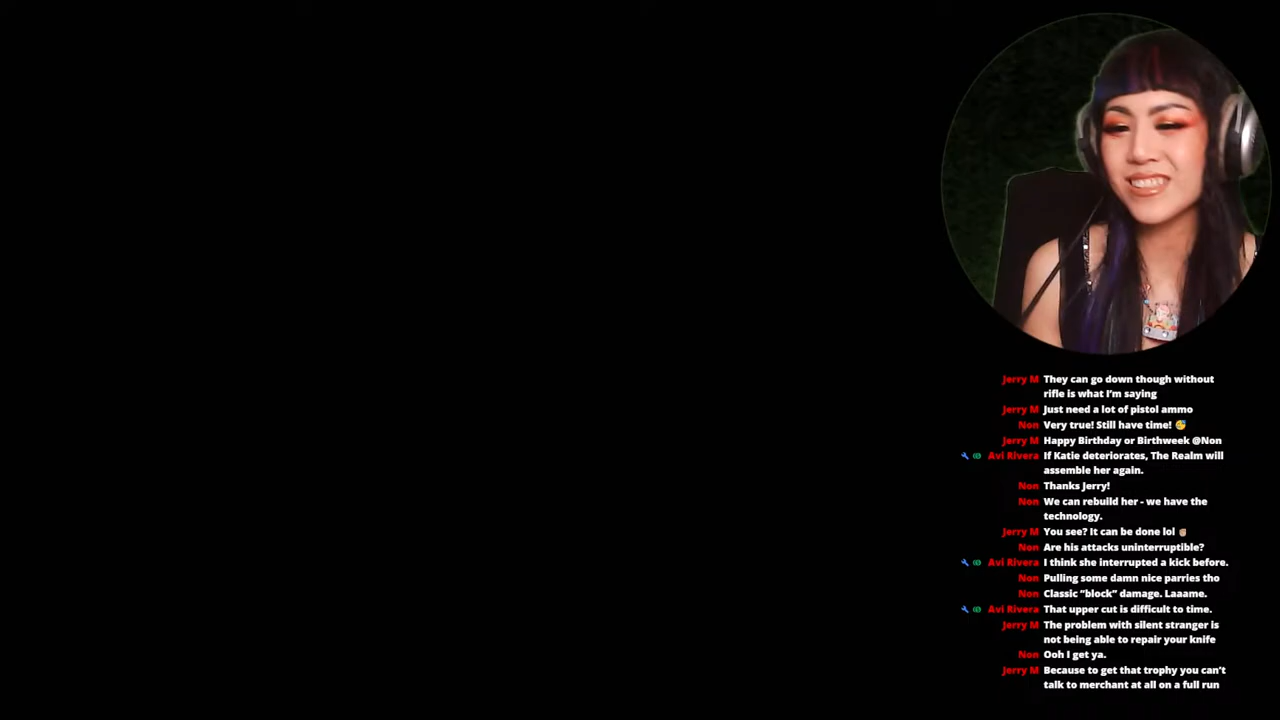 Jerry M They can go down though without
rifle is what I'm saying
Jerry M Just need a lot of pistol ammo
Non Very true! Still have time! 🥳
Jerry M Happy Birthday or Birthweek @Non
Avi Rivera If Katie deteriorates, The Realm will
assemble her again.
Non Thanks Jerry!
Non We can rebuild her - we have the
technology.
Jerry M You see? It can be done lol ✊🏽
Non Are his attacks uninterruptible?
Avi Rivera I think she interrupted a kick before.
Non Pulling some damn nice parries tho
Non Classic “block” damage. Laaame.
Avi Rivera That upper cut is difficult to time.
Jerry M The problem with silent stranger is
not being able to repair your knife
Non Ooh I get ya.
Jerry M Because to get that trophy you can't
talk to merchant at all on a full run